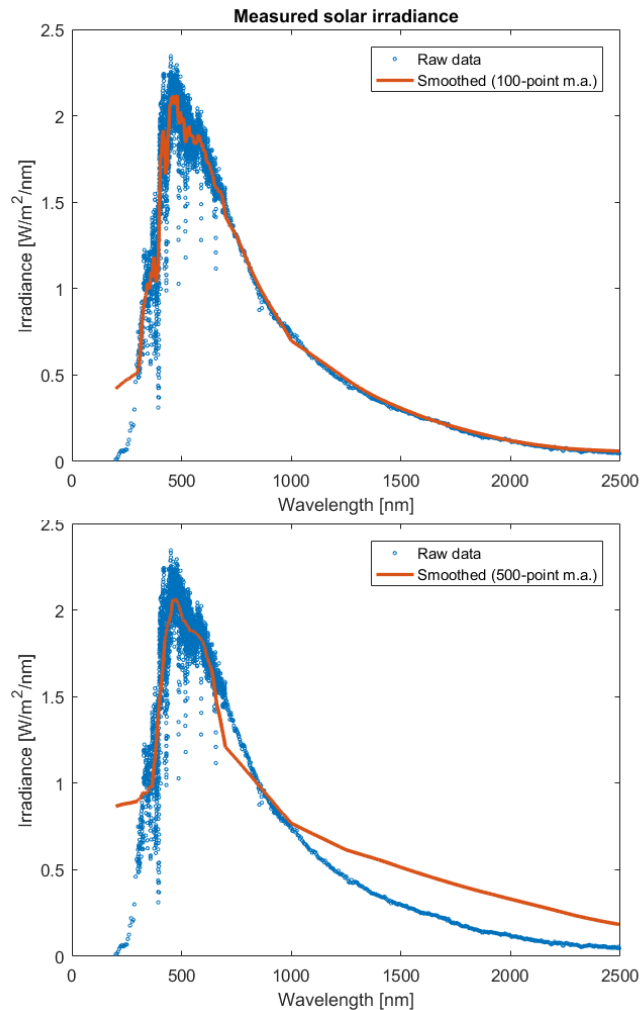 Measured solar irradiance
2.5
2
1.5
1
0.5
0
Irradiance [W/m²/nm]
Raw data
Smoothed (100-point m.a.)
0 500 1000 1500 2000 2500
Wavelength [nm]
2.5
2
1.5
1
0.5
0
Irradiance [W/m²/nm]
Raw data
Smoothed (500-point m.a.)
0 500 1000 1500 2000 2500
Wavelength [nm]